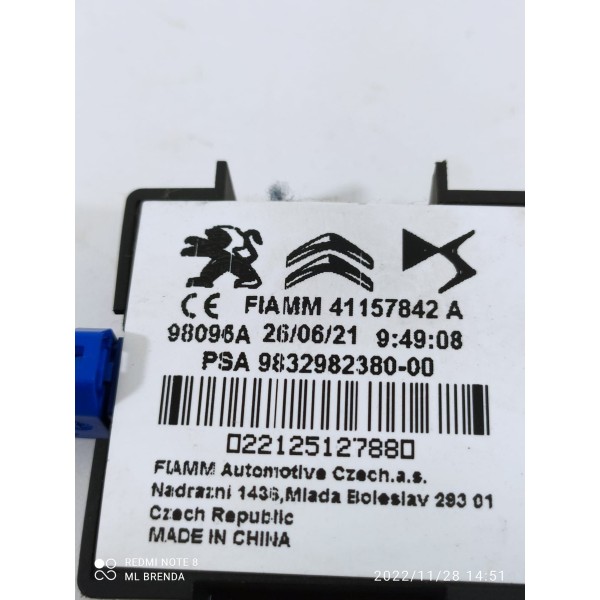 CE FIAMM 41157842 A
98096A 26/06/21 9:49:08
PSA 9832982380-00
022125127880
FIAMM Automotive Czech.a.s.
Nadrazni 1436,Mlada Boleslav 293 01
Czech Republic
MADE IN CHINA
REDMI NOTE 8
ML BRENDA
2022/11/28 14:51